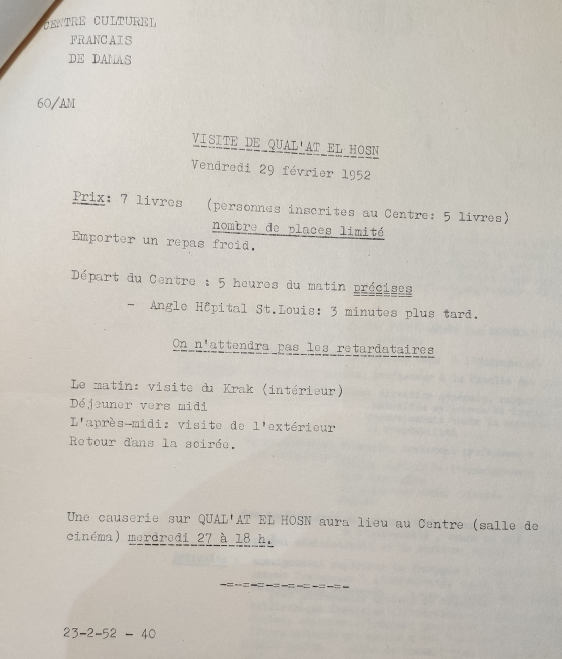 CENTRE CULTUREL
FRANCAIS
DE DAMAS
60/AM
VISITE DE QUAL'AT EL HOSN
Vendredi 29 février 1952
Prix: 7 livres (personnes inscrites au Centre: 5 livres)
nombre de places limité
Emporter un repas froid.
Départ du Centre : 5 heures du matin précises
- Angle Hôpital St.Louis: 3 minutes plus tard.
On n'attendra pas les retardataires
Le matin: visite du Krak (intérieur)
Déjeuner vers midi
L'après-midi: visite de l'extérieur
Retour dans la soirée.
Une causerie sur QUAL'AT EL HOSN aura lieu au Centre (salle de
cinéma) merdredi 27 à 18 h.
-=-=-=-=-=-=-=-=-
23-2-52 - 40